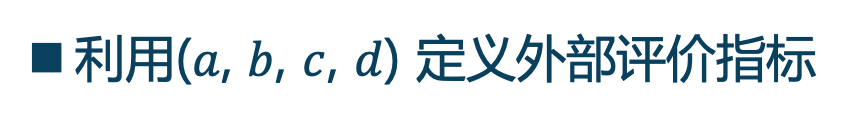 ■ 利用(a, b, c, d) 定义外部评价指标